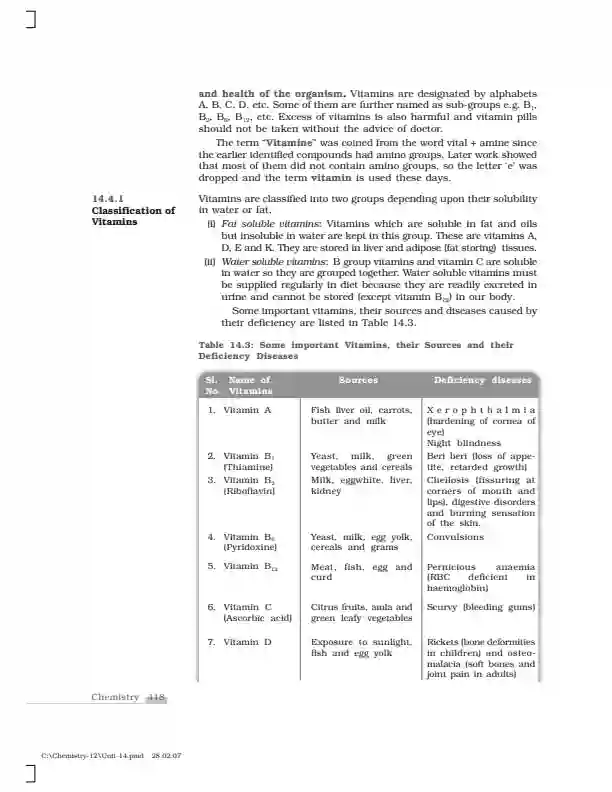 and health of the organism. Vitamins are designated by alphabets
A, B, C, D, etc. Some of them are further named as sub-groups e.g. B1,
B2, B6, B12, etc. Excess of vitamins is also harmful and vitamin pills
should not be taken without the advice of doctor.
The term "Vitamine" was coined from the word vital + amine since
the earlier identified compounds had amino groups. Later work showed
that most of them did not contain amino groups, so the letter 'e' was
dropped and the term vitamin is used these days.
14.4.1
Classification of
Vitamins
Vitamins are classified into two groups depending upon their solubility
in water or fat.
(i) Fat soluble vitamins: Vitamins which are soluble in fat and oils
but insoluble in water are kept in this group. These are vitamins A,
D, E and K. They are stored in liver and adipose (fat storing) tissues.
(ii) Water soluble vitamins: B group vitamins and vitamin C are soluble
in water so they are grouped together. Water soluble vitamins must
be supplied regularly in diet because they are readily excreted in
urine and cannot be stored (except vitamin B12) in our body.
Some important vitamins, their sources and diseases caused by
their deficiency are listed in Table 14.3.
Table 14.3: Some important Vitamins, their Sources and their
Deficiency Diseases
Sl. Name of Sources Deficiency diseases
No Vitamins
1. Vitamin A Fish liver oil, carrots, X e r o p h t h a l m i a
butter and milk (hardening of cornea of
eye)
Night blindness
2. Vitamin B1 Yeast, milk, green Beri beri (loss of appe-
(Thiamine) vegetables and cereals tite, retarded growth)
3. Vitamin B2 Milk, eggwhite, liver, Cheilosis (fissuring at
(Riboflavin) kidney corners of mouth and
lips), digestive disorders
and burning sensation
of the skin.
4. Vitamin B6 Yeast, milk, egg yolk, Convulsions
(Pyridoxine) cereals and grams
5. Vitamin B12 Meat, fish, egg and Pernicious anaemia
curd (RBC deficient in
haemoglobin)
6. Vitamin C Citrus fruits, amla and Scurvy (bleeding gums)
(Ascorbic acid) green leafy vegetables
7. Vitamin D Exposure to sunlight, Rickets (bone deformities
fish and egg yolk in children) and osteo-
malacia (soft bones and
joint pain in adults)
Chemistry 418
C:\Chemistry-12\Unit-14.pmd 28.02.07